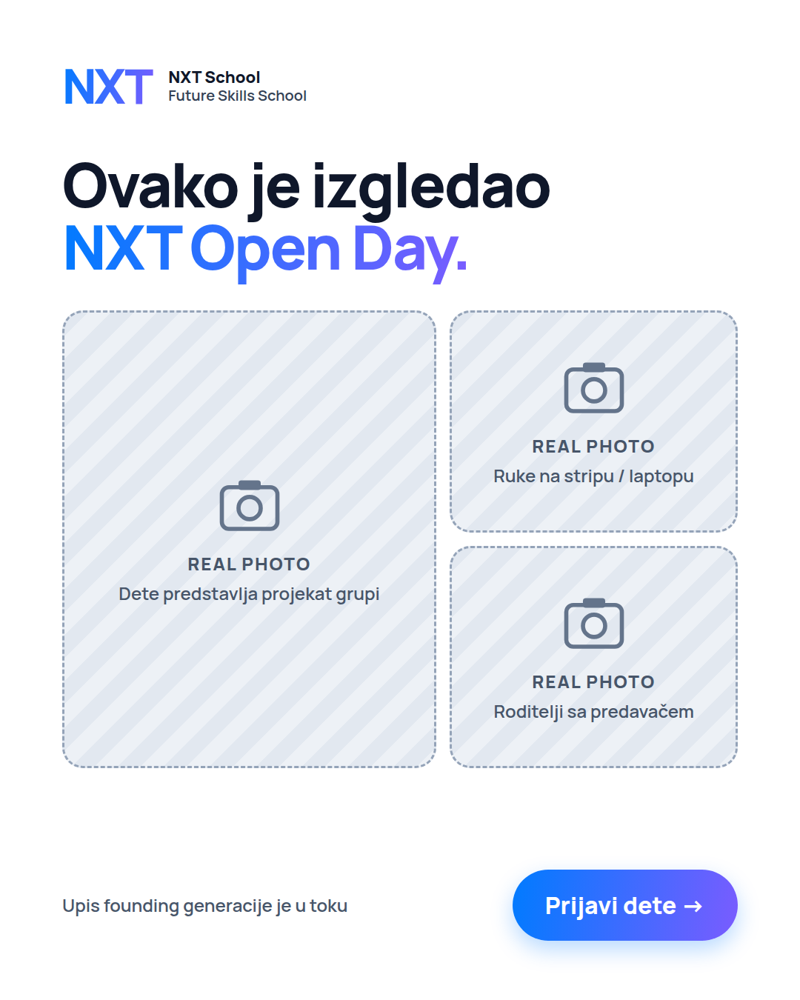 NXT
NXT School
Future Skills School
Ovako je izgledao
NXT Open Day.
REAL PHOTO
Dete predstavlja projekat grupi
REAL PHOTO
Ruke na stripu / laptopu
REAL PHOTO
Roditelji sa predavačem
Upis founding generacije je u toku
Prijavi dete →